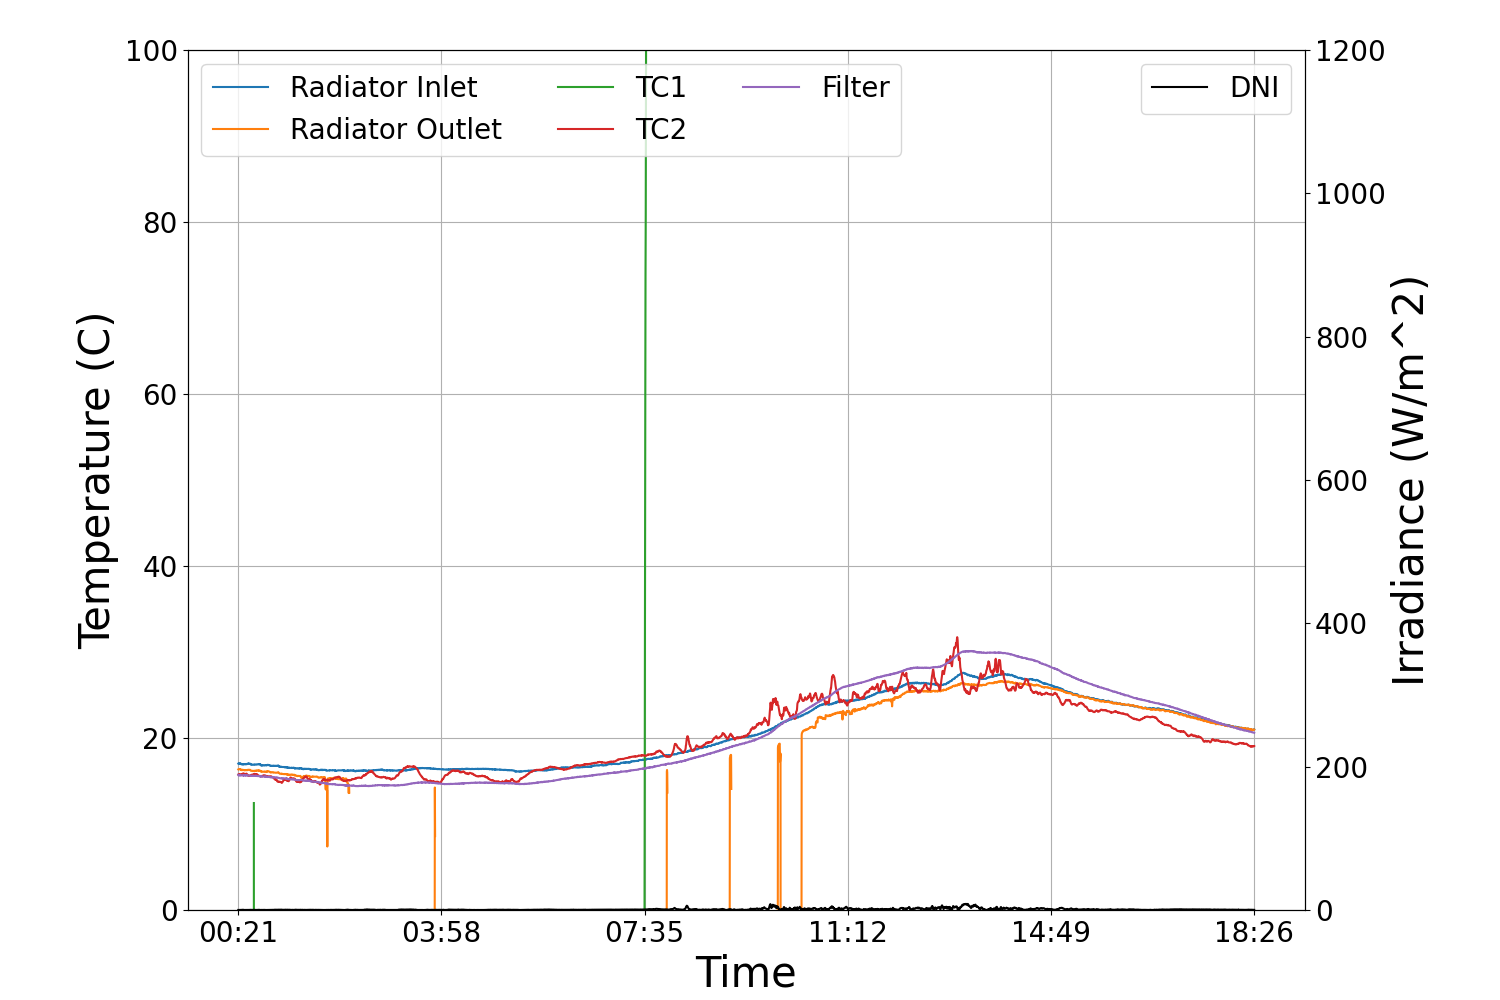 100
80
60
40
20
0
Temperature (C)
Radiator Inlet
Radiator Outlet
TC1
TC2
Filter
DNI
1200
1000
800
600
400
200
0
Irradiance (W/m^2)
00:21 03:58 07:35 11:12 14:49 18:26
Time